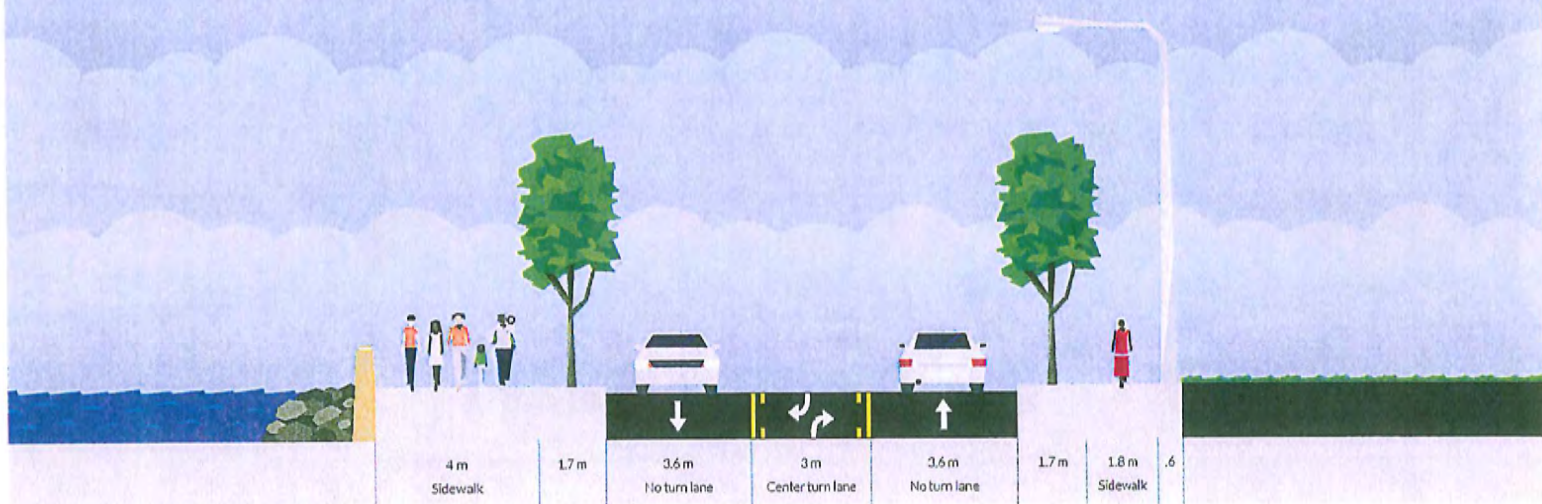 4 m 1.7 m 3.6 m 3 m 3.6 m 1.7 m 1.8 m .6
Sidewalk No turn lane Center turn lane No turn lane Sidewalk